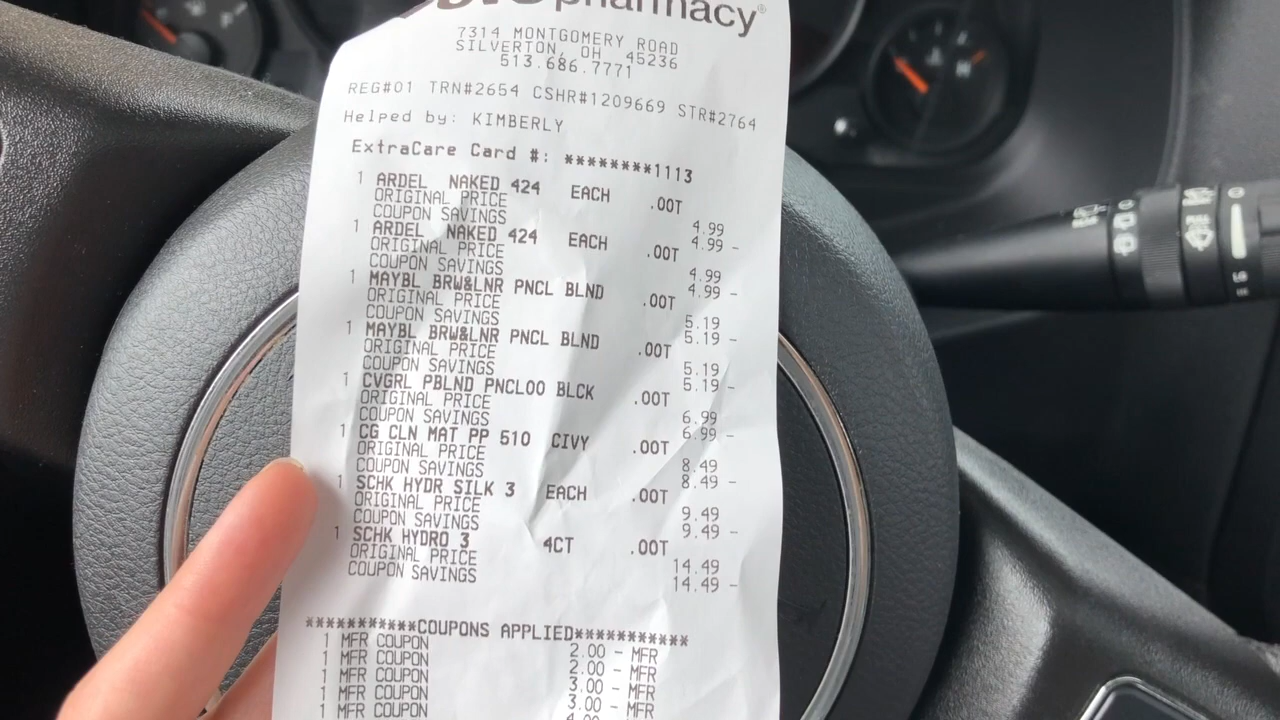 pharmacy®
7314 MONTGOMERY ROAD
SILVERTON, OH 45236
513.686.7771
REG#01 TRN#2654 CSHR#1209669 STR#2764
Helped by: KIMBERLY
ExtraCare Card #: ********1113
1 ARDEL NAKED 424 EACH .00T
ORIGINAL PRICE 4.99
COUPON SAVINGS 4.99 -
1 ARDEL NAKED 424 EACH .00T
ORIGINAL PRICE 4.99
COUPON SAVINGS 4.99 -
1 MAYBL BRW&LNR PNCL BLND .00T
ORIGINAL PRICE 5.19
COUPON SAVINGS 5.19 -
1 MAYBL BRW&LNR PNCL BLND .00T
ORIGINAL PRICE 5.19
COUPON SAVINGS 5.19 -
1 CVGRL PBLND PNCL00 BLCK .00T
ORIGINAL PRICE 6.99
COUPON SAVINGS 6.99 -
1 CG CLN MAT PP 510 CIVY .00T
ORIGINAL PRICE 8.49
COUPON SAVINGS 8.49 -
1 SCHK HYDR SILK 3 EACH .00T
ORIGINAL PRICE 9.49
COUPON SAVINGS 9.49 -
1 SCHK HYDRO 3 4CT .00T
ORIGINAL PRICE 14.49
COUPON SAVINGS 14.49 -
***********COUPONS APPLIED***********
1 MFR COUPON 2.00 - MFR
1 MFR COUPON 2.00 - MFR
1 MFR COUPON 3.00 - MFR
1 MFR COUPON 3.00 - MFR
1 MFR COUPON